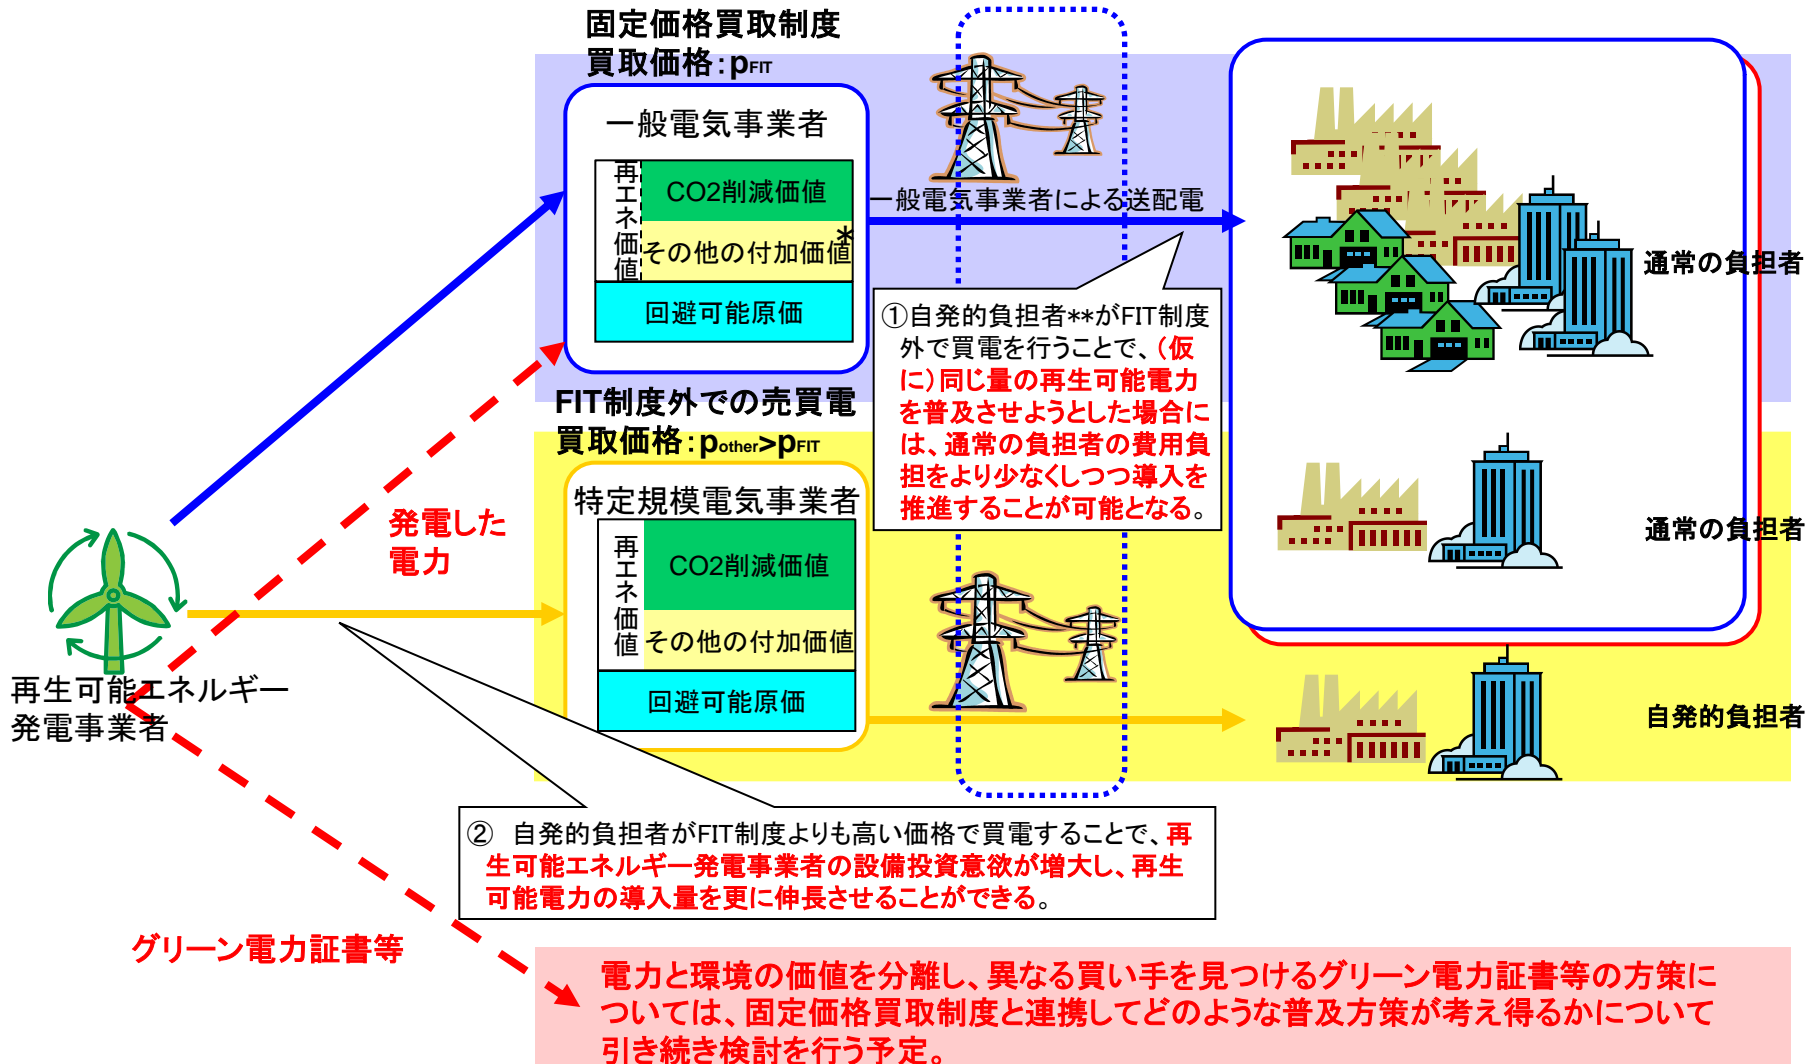 固定価格買取制度
買取価格：pFIT
一般電気事業者
再エネ価値
CO2削減価値
その他の付加価値*
回避可能原価
一般電気事業者による送配電
通常の負担者
①自発的負担者**がFIT制度
外で買電を行うことで、（仮
に）同じ量の再生可能電力
を普及させようとした場合に
は、通常の負担者の費用負
担をより少なくしつつ導入を
推進することが可能となる。
FIT制度外での売買電
買取価格：pother>pFIT
特定規模電気事業者
再エネ価値
CO2削減価値
その他の付加価値
回避可能原価
発電した
電力
通常の負担者
再生可能エネルギー
発電事業者
自発的負担者
②　自発的負担者がFIT制度よりも高い価格で買電することで、再
生可能エネルギー発電事業者の設備投資意欲が増大し、再生
可能電力の導入量を更に伸長させることができる。
グリーン電力証書等
電力と環境の価値を分離し、異なる買い手を見つけるグリーン電力証書等の方策に
ついては、固定価格買取制度と連携してどのような普及方策が考え得るかについて
引き続き検討を行う予定。